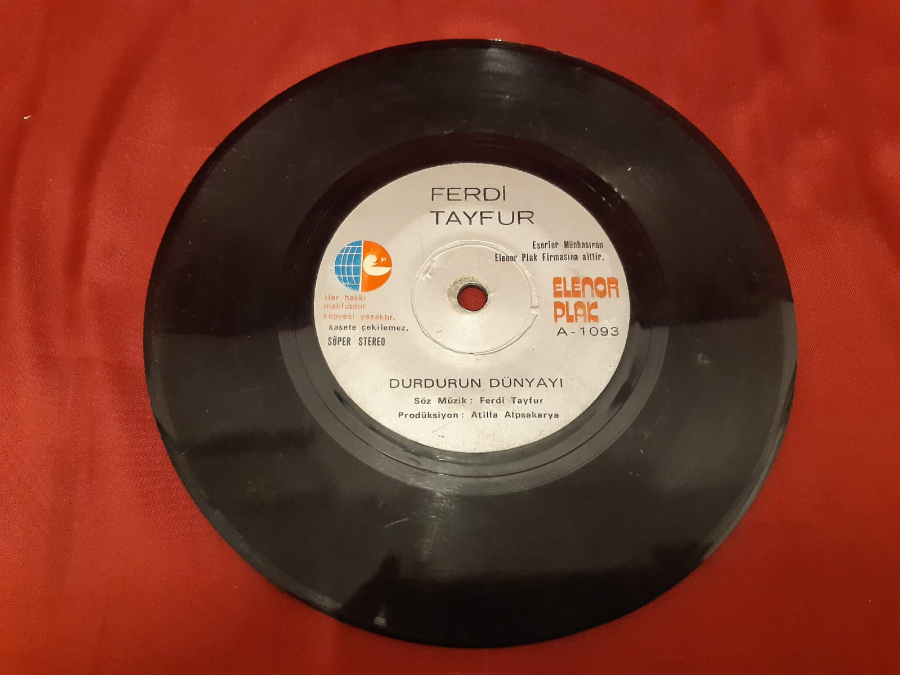 FERDİ
TAYFUR
Eserler Münhasıran
Elenor Plak Firmasına aittir.
Her hakkı
mahfuzdur
kopyesi yasaktır.
kasete çekilemez.
SÜPER STEREO
ELENOR
PLAK
A-1093
DURDURUN DÜNYAYI
Söz Müzik: Ferdi Tayfur
Prodüksiyon: Atilla Alpsakarya